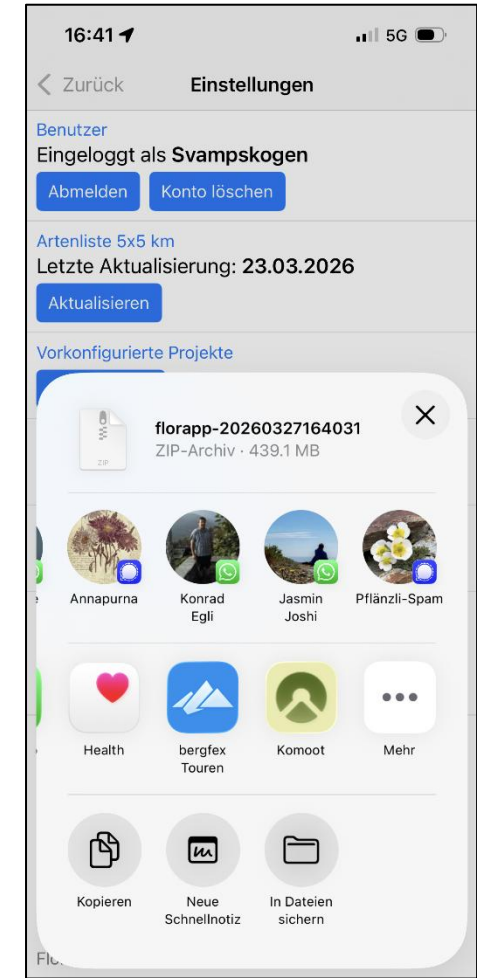 16:41
5G
Zurück
Einstellungen
Benutzer
Eingeloggt als Svampskogen
Abmelden
Konto löschen
Artenliste 5x5 km
Letzte Aktualisierung: 23.03.2026
Aktualisieren
Vorkonfigurierte Projekte
florapp-20260327164031
ZIP-Archiv · 439.1 MB
ZIP
Annapurna
Konrad
Egli
Jasmin
Joshi
Pflänzli-Spam
Health
bergfex
Touren
Komoot
Mehr
Kopieren
Neue
Schnellnotiz
In Dateien
sichern